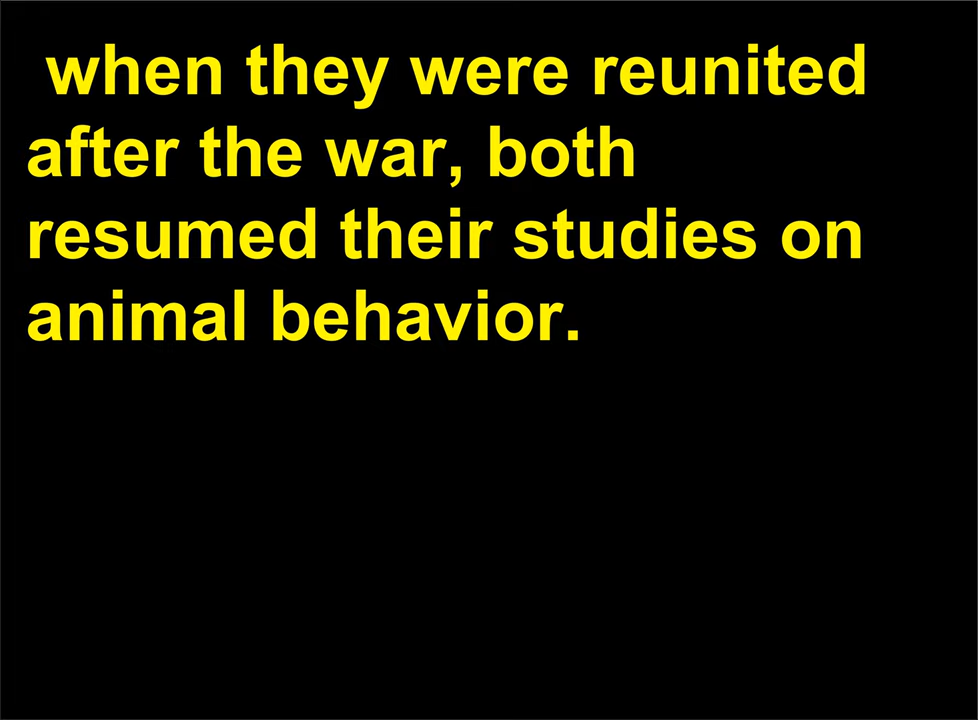 when they were reunited
after the war, both
resumed their studies on
animal behavior.